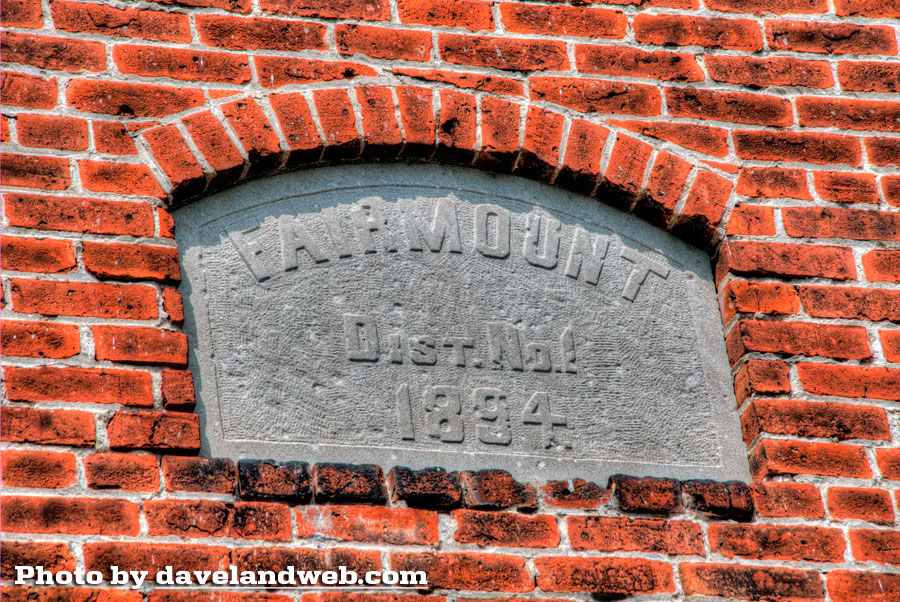 FAIRMOUNT
DIST. NO. 1
1894
Photo by davelandweb.com